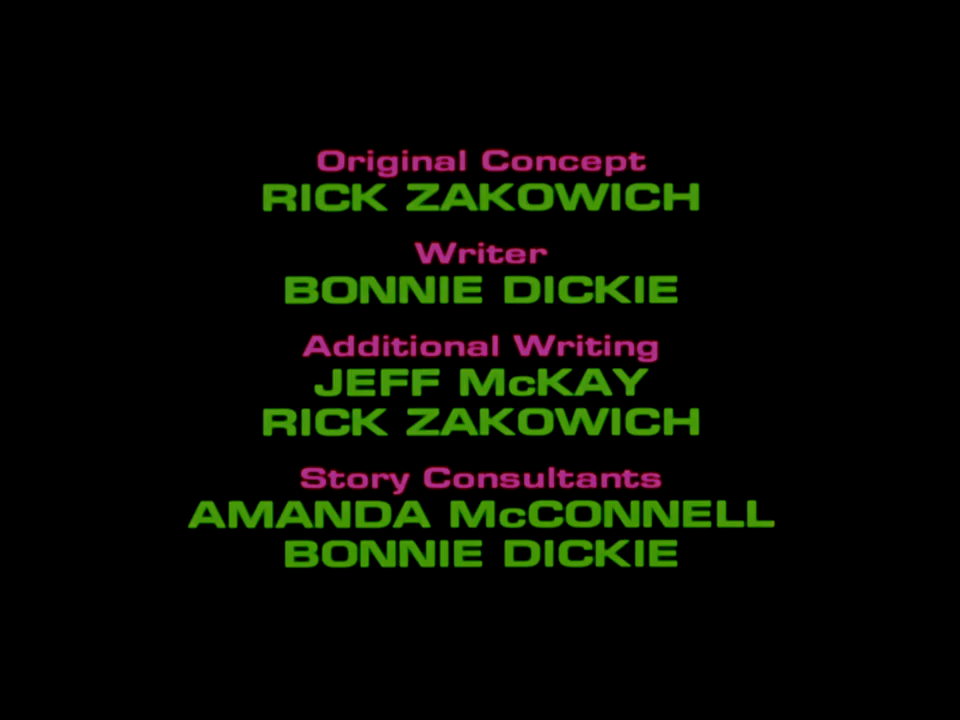 Original Concept
RICK ZAKOWICH
Writer
BONNIE DICKIE
Additional Writing
JEFF McKAY
RICK ZAKOWICH
Story Consultants
AMANDA McCONNELL
BONNIE DICKIE